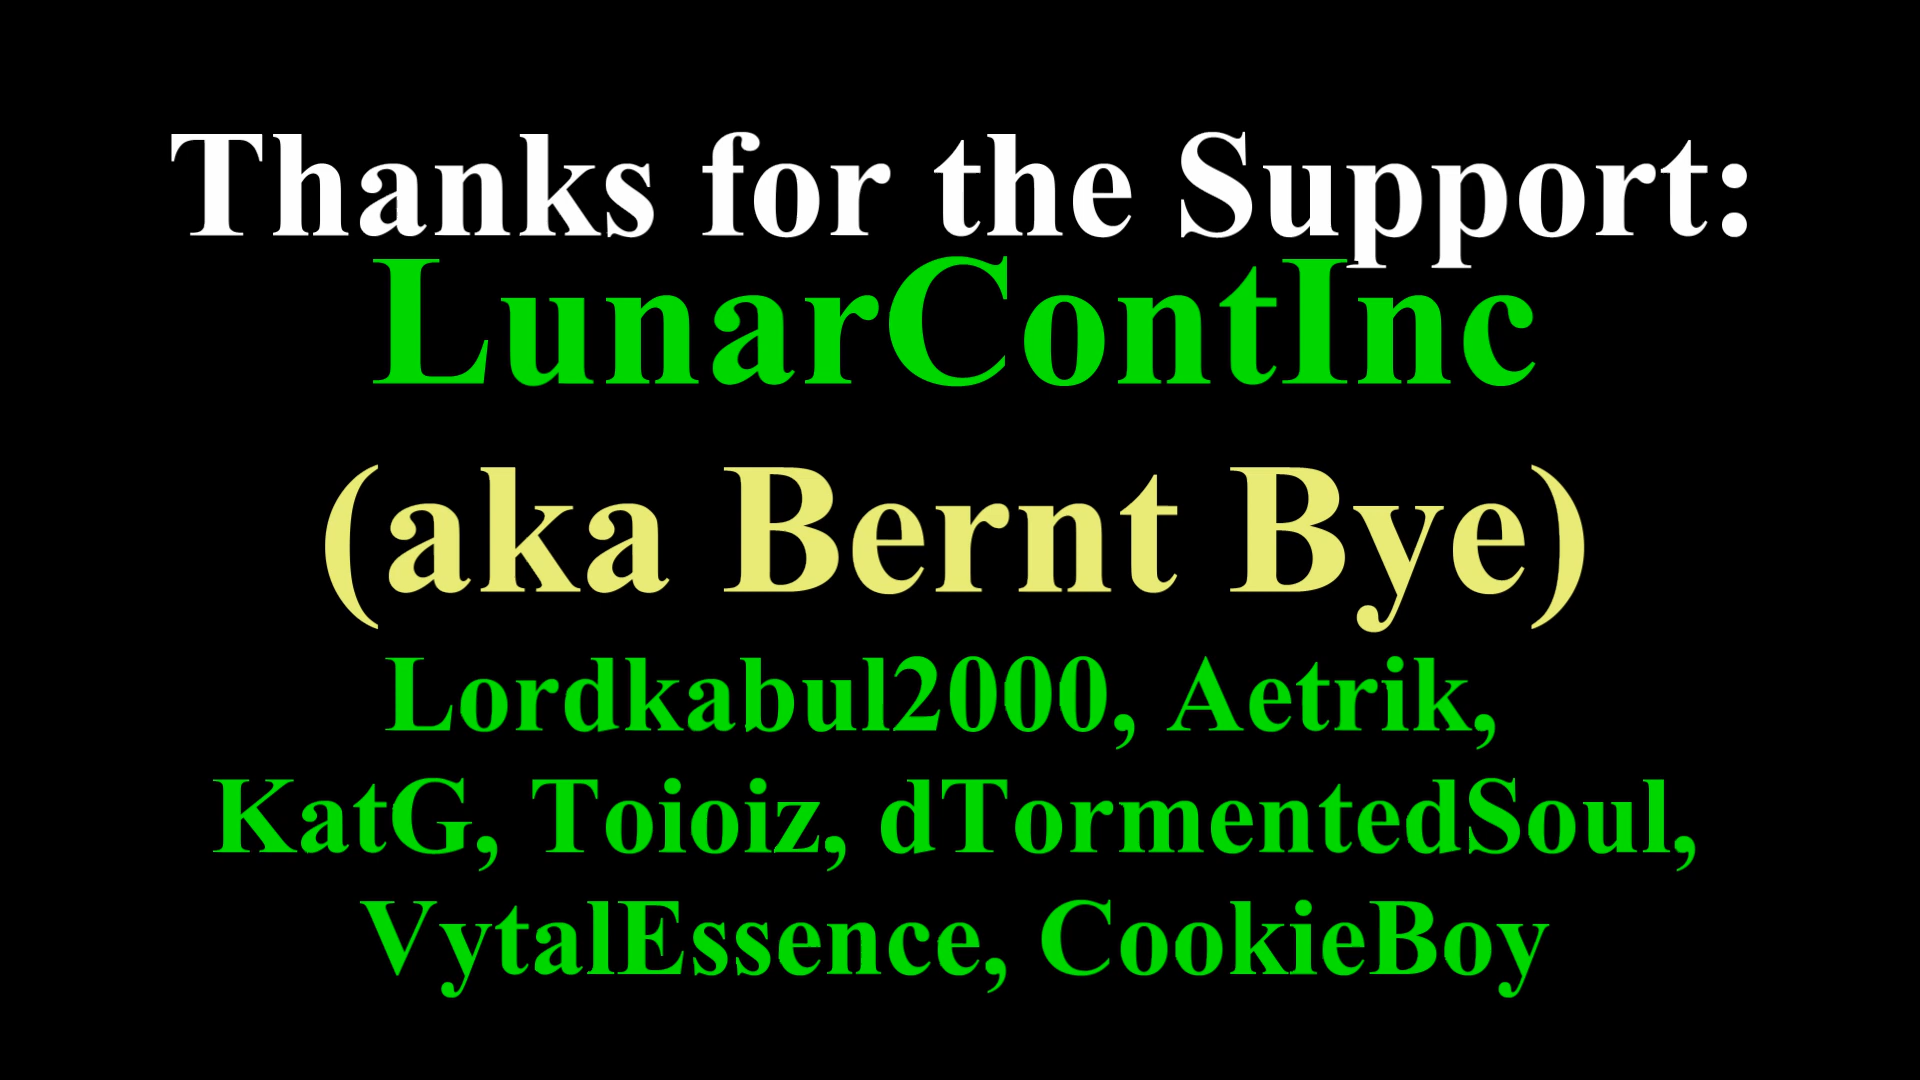 Thanks for the Support:
LunarContInc
(aka Bernt Bye)
Lordkabul2000, Aetrik,
KatG, Toioiz, dTormentedSoul,
VytalEssence, CookieBoy